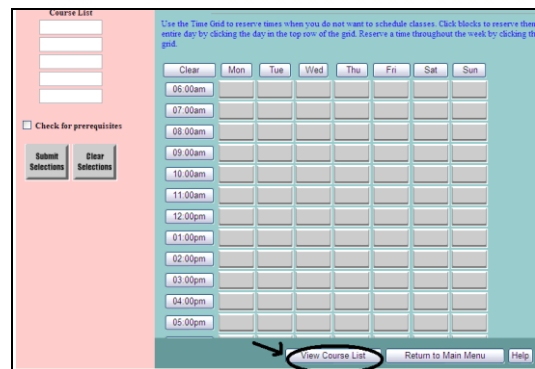 Course List
Check for prerequisites
Submit Selections
Clear Selections
Use the Time Grid to reserve times when you do not want to schedule classes. Click blocks to reserve them
entire day by clicking the day in the top row of the grid. Reserve a time throughout the week by clicking th
grid.
Clear Mon Tue Wed Thu Fri Sat Sun
06:00am
07:00am
08:00am
09:00am
10:00am
11:00am
12:00pm
01:00pm
02:00pm
03:00pm
04:00pm
05:00pm
View Course List Return to Main Menu Help